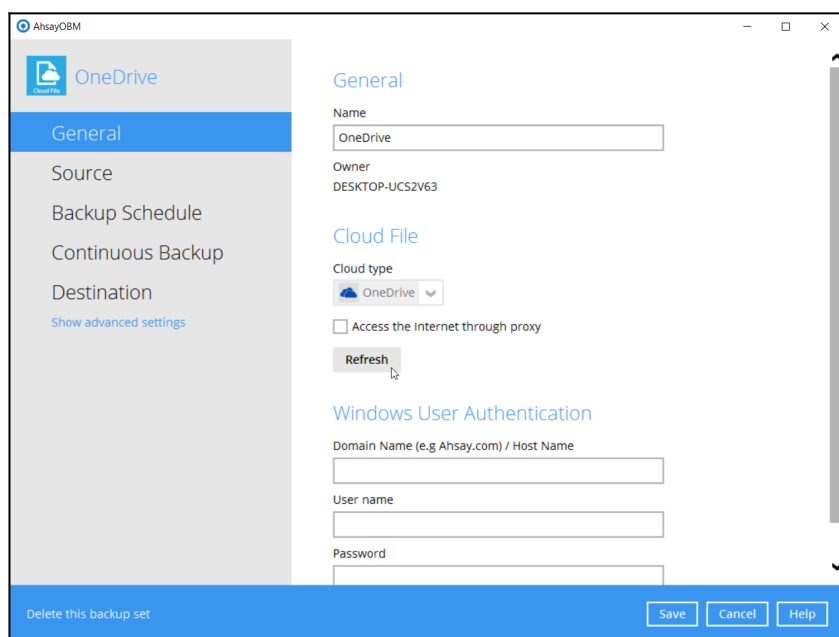 AhsayOBM
Cloud File
OneDrive
General
Source
Backup Schedule
Continuous Backup
Destination
Show advanced settings
General
Name
OneDrive
Owner
DESKTOP-UCS2V63
Cloud File
Cloud type
OneDrive
Access the Internet through proxy
Refresh
Windows User Authentication
Domain Name (e.g Ahsay.com) / Host Name
User name
Password
Delete this backup set
Save
Cancel
Help